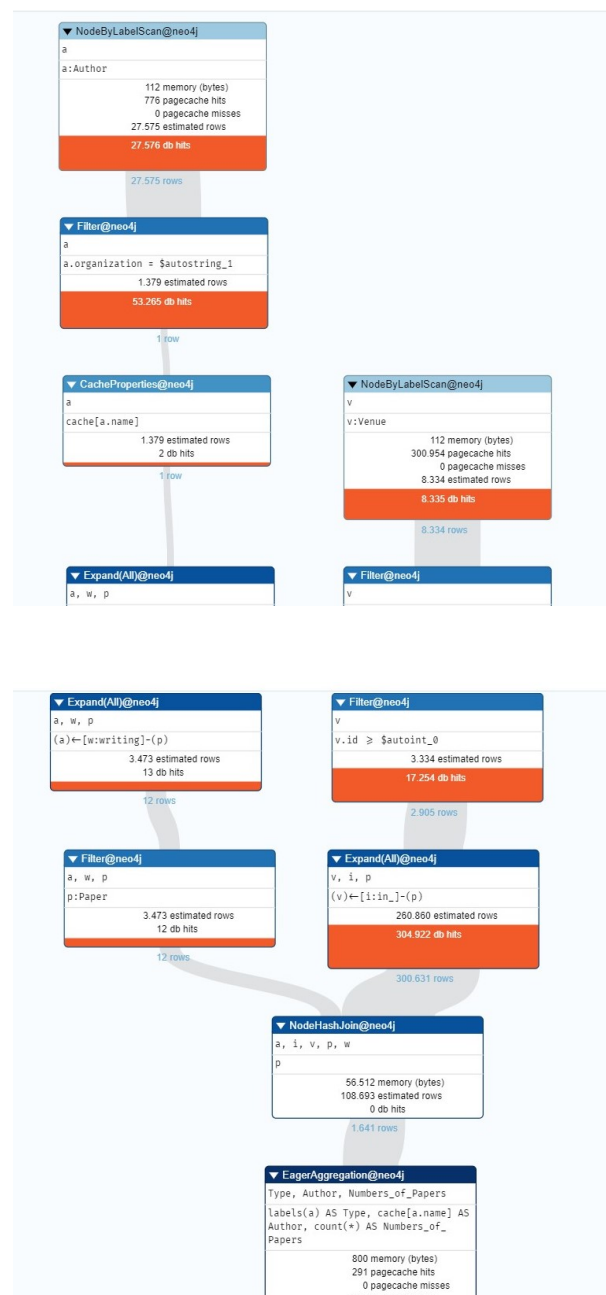 ▼ NodeByLabelScan@neo4j
a
a:Author
112 memory (bytes)
776 pagecache hits
0 pagecache misses
27.575 estimated rows
27.576 db hits
27.575 rows
▼ Filter@neo4j
a
a.organization = $autostring_1
1.379 estimated rows
53.265 db hits
1 row
▼ CacheProperties@neo4j
a
cache[a.name]
1.379 estimated rows
2 db hits
1 row
▼ NodeByLabelScan@neo4j
v
v:Venue
112 memory (bytes)
300.954 pagecache hits
0 pagecache misses
8.334 estimated rows
8.335 db hits
8.334 rows
▼ Expand(All)@neo4j
a, w, p
▼ Filter@neo4j
v
▼ Expand(All)@neo4j
a, w, p
(a)←[w:writing]-(p)
3.473 estimated rows
13 db hits
12 rows
▼ Filter@neo4j
a, w, p
p:Paper
3.473 estimated rows
12 db hits
12 rows
▼ Filter@neo4j
v
v.id ≥ $autoint_0
3.334 estimated rows
17.254 db hits
2.905 rows
▼ Expand(All)@neo4j
v, i, p
(v)←[i:in_]-(p)
260.860 estimated rows
304.922 db hits
300.631 rows
▼ NodeHashJoin@neo4j
a, i, v, p, w
p
56.512 memory (bytes)
108.693 estimated rows
0 db hits
1.641 rows
▼ EagerAggregation@neo4j
Type, Author, Numbers_of_Papers
labels(a) AS Type, cache[a.name] AS
Author, count(*) AS Numbers_of_
Papers
800 memory (bytes)
291 pagecache hits
0 pagecache misses